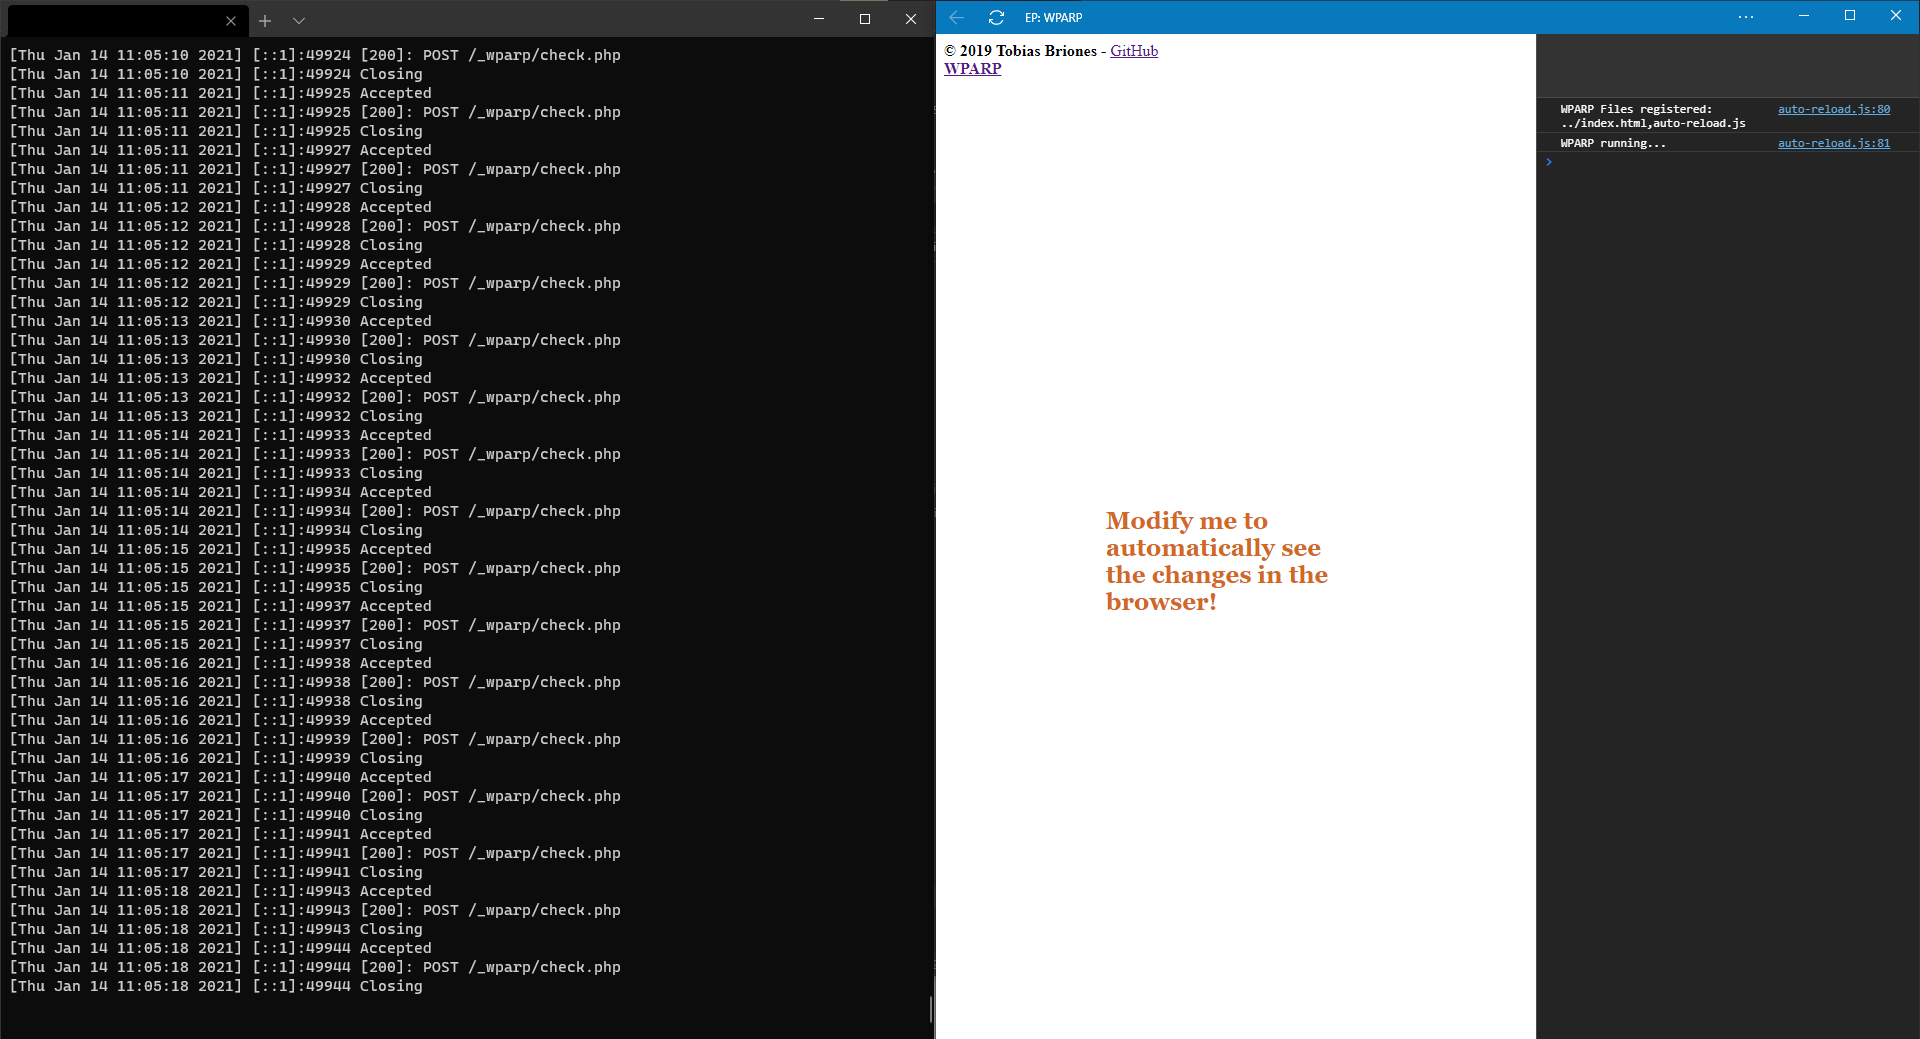 [Thu Jan 14 11:05:10 2021] [::1]:49924 [200]: POST /_wparp/check.php
[Thu Jan 14 11:05:10 2021] [::1]:49924 Closing
[Thu Jan 14 11:05:11 2021] [::1]:49925 Accepted
[Thu Jan 14 11:05:11 2021] [::1]:49925 [200]: POST /_wparp/check.php
[Thu Jan 14 11:05:11 2021] [::1]:49925 Closing
[Thu Jan 14 11:05:11 2021] [::1]:49927 Accepted
[Thu Jan 14 11:05:11 2021] [::1]:49927 [200]: POST /_wparp/check.php
[Thu Jan 14 11:05:11 2021] [::1]:49927 Closing
[Thu Jan 14 11:05:12 2021] [::1]:49928 Accepted
[Thu Jan 14 11:05:12 2021] [::1]:49928 [200]: POST /_wparp/check.php
[Thu Jan 14 11:05:12 2021] [::1]:49928 Closing
[Thu Jan 14 11:05:12 2021] [::1]:49929 Accepted
[Thu Jan 14 11:05:12 2021] [::1]:49929 [200]: POST /_wparp/check.php
[Thu Jan 14 11:05:12 2021] [::1]:49929 Closing
[Thu Jan 14 11:05:13 2021] [::1]:49930 Accepted
[Thu Jan 14 11:05:13 2021] [::1]:49930 [200]: POST /_wparp/check.php
[Thu Jan 14 11:05:13 2021] [::1]:49930 Closing
[Thu Jan 14 11:05:13 2021] [::1]:49932 Accepted
[Thu Jan 14 11:05:13 2021] [::1]:49932 [200]: POST /_wparp/check.php
[Thu Jan 14 11:05:13 2021] [::1]:49932 Closing
[Thu Jan 14 11:05:14 2021] [::1]:49933 Accepted
[Thu Jan 14 11:05:14 2021] [::1]:49933 [200]: POST /_wparp/check.php
[Thu Jan 14 11:05:14 2021] [::1]:49933 Closing
[Thu Jan 14 11:05:14 2021] [::1]:49934 Accepted
[Thu Jan 14 11:05:14 2021] [::1]:49934 [200]: POST /_wparp/check.php
[Thu Jan 14 11:05:14 2021] [::1]:49934 Closing
[Thu Jan 14 11:05:15 2021] [::1]:49935 Accepted
[Thu Jan 14 11:05:15 2021] [::1]:49935 [200]: POST /_wparp/check.php
[Thu Jan 14 11:05:15 2021] [::1]:49935 Closing
[Thu Jan 14 11:05:15 2021] [::1]:49937 Accepted
[Thu Jan 14 11:05:15 2021] [::1]:49937 [200]: POST /_wparp/check.php
[Thu Jan 14 11:05:15 2021] [::1]:49937 Closing
[Thu Jan 14 11:05:16 2021] [::1]:49938 Accepted
[Thu Jan 14 11:05:16 2021] [::1]:49938 [200]: POST /_wparp/check.php
[Thu Jan 14 11:05:16 2021] [::1]:49938 Closing
[Thu Jan 14 11:05:16 2021] [::1]:49939 Accepted
[Thu Jan 14 11:05:16 2021] [::1]:49939 [200]: POST /_wparp/check.php
[Thu Jan 14 11:05:16 2021] [::1]:49939 Closing
[Thu Jan 14 11:05:17 2021] [::1]:49940 Accepted
[Thu Jan 14 11:05:17 2021] [::1]:49940 [200]: POST /_wparp/check.php
[Thu Jan 14 11:05:17 2021] [::1]:49940 Closing
[Thu Jan 14 11:05:17 2021] [::1]:49941 Accepted
[Thu Jan 14 11:05:17 2021] [::1]:49941 [200]: POST /_wparp/check.php
[Thu Jan 14 11:05:17 2021] [::1]:49941 Closing
[Thu Jan 14 11:05:18 2021] [::1]:49943 Accepted
[Thu Jan 14 11:05:18 2021] [::1]:49943 [200]: POST /_wparp/check.php
[Thu Jan 14 11:05:18 2021] [::1]:49943 Closing
[Thu Jan 14 11:05:18 2021] [::1]:49944 Accepted
[Thu Jan 14 11:05:18 2021] [::1]:49944 [200]: POST /_wparp/check.php
[Thu Jan 14 11:05:18 2021] [::1]:49944 Closing
EP: WPARP
© 2019 Tobias Briones - GitHub
WPARP
Modify me to
automatically see
the changes in the
browser!
WPARP Files registered: auto-reload.js:80
../index.html,auto-reload.js
WPARP running... auto-reload.js:81